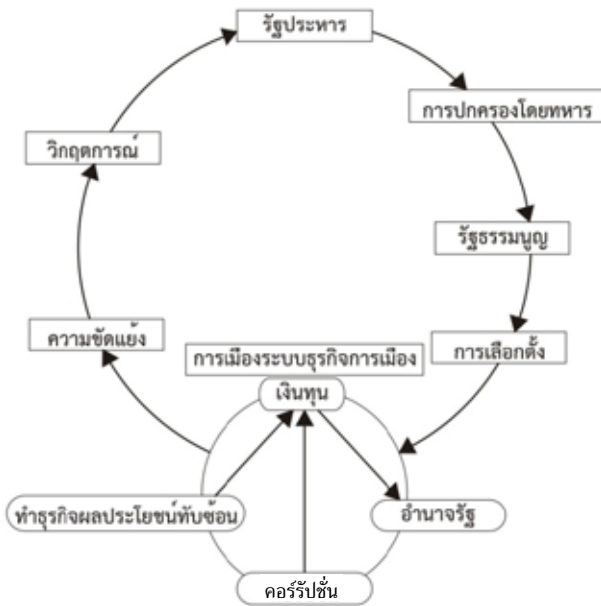 รัฐประหาร
การปกครองโดยทหาร
วิกฤตการณ์
รัฐธรรมนูญ
ความขัดแย้ง
การเลือกตั้ง
การเมืองระบบธุรกิจการเมือง
เงินทุน
ทำธุรกิจผลประโยชน์ทับซ้อน
อำนาจรัฐ
คอร์รัปชั่น